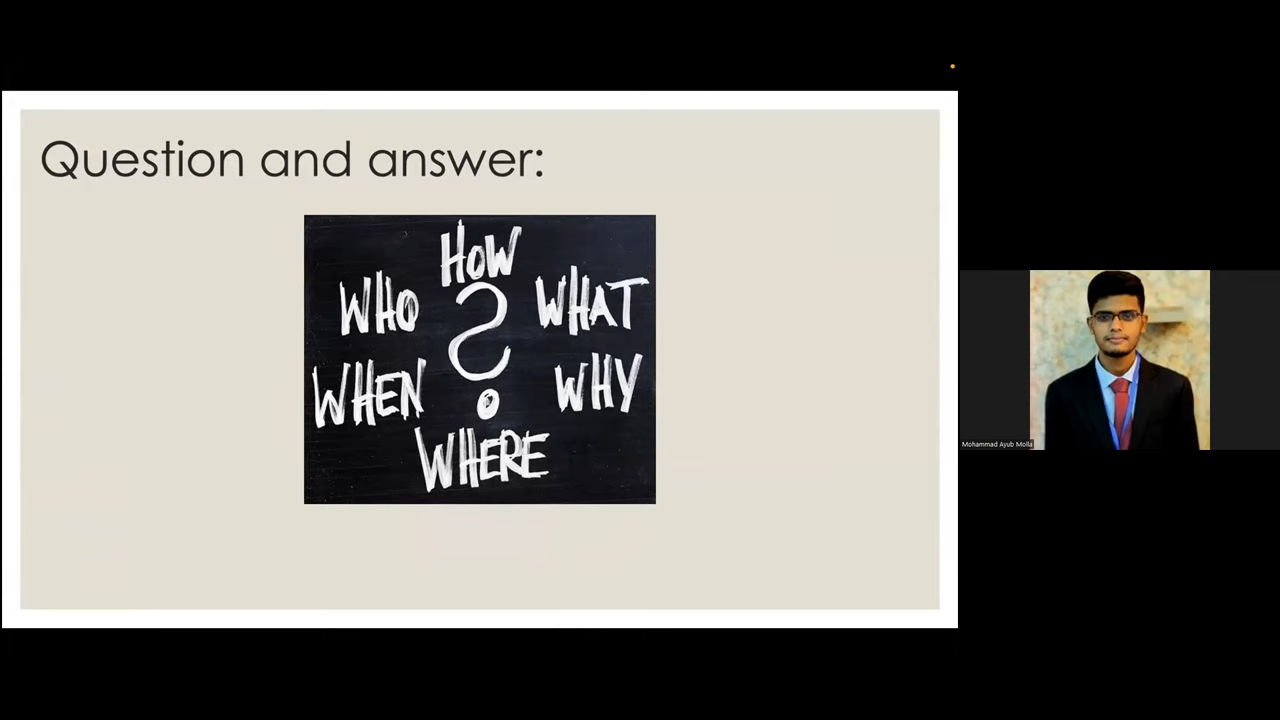 Question and answer:
HOW
WHO ? WHAT
WHEN WHY
WHERE
Mohammad Ayub Molla